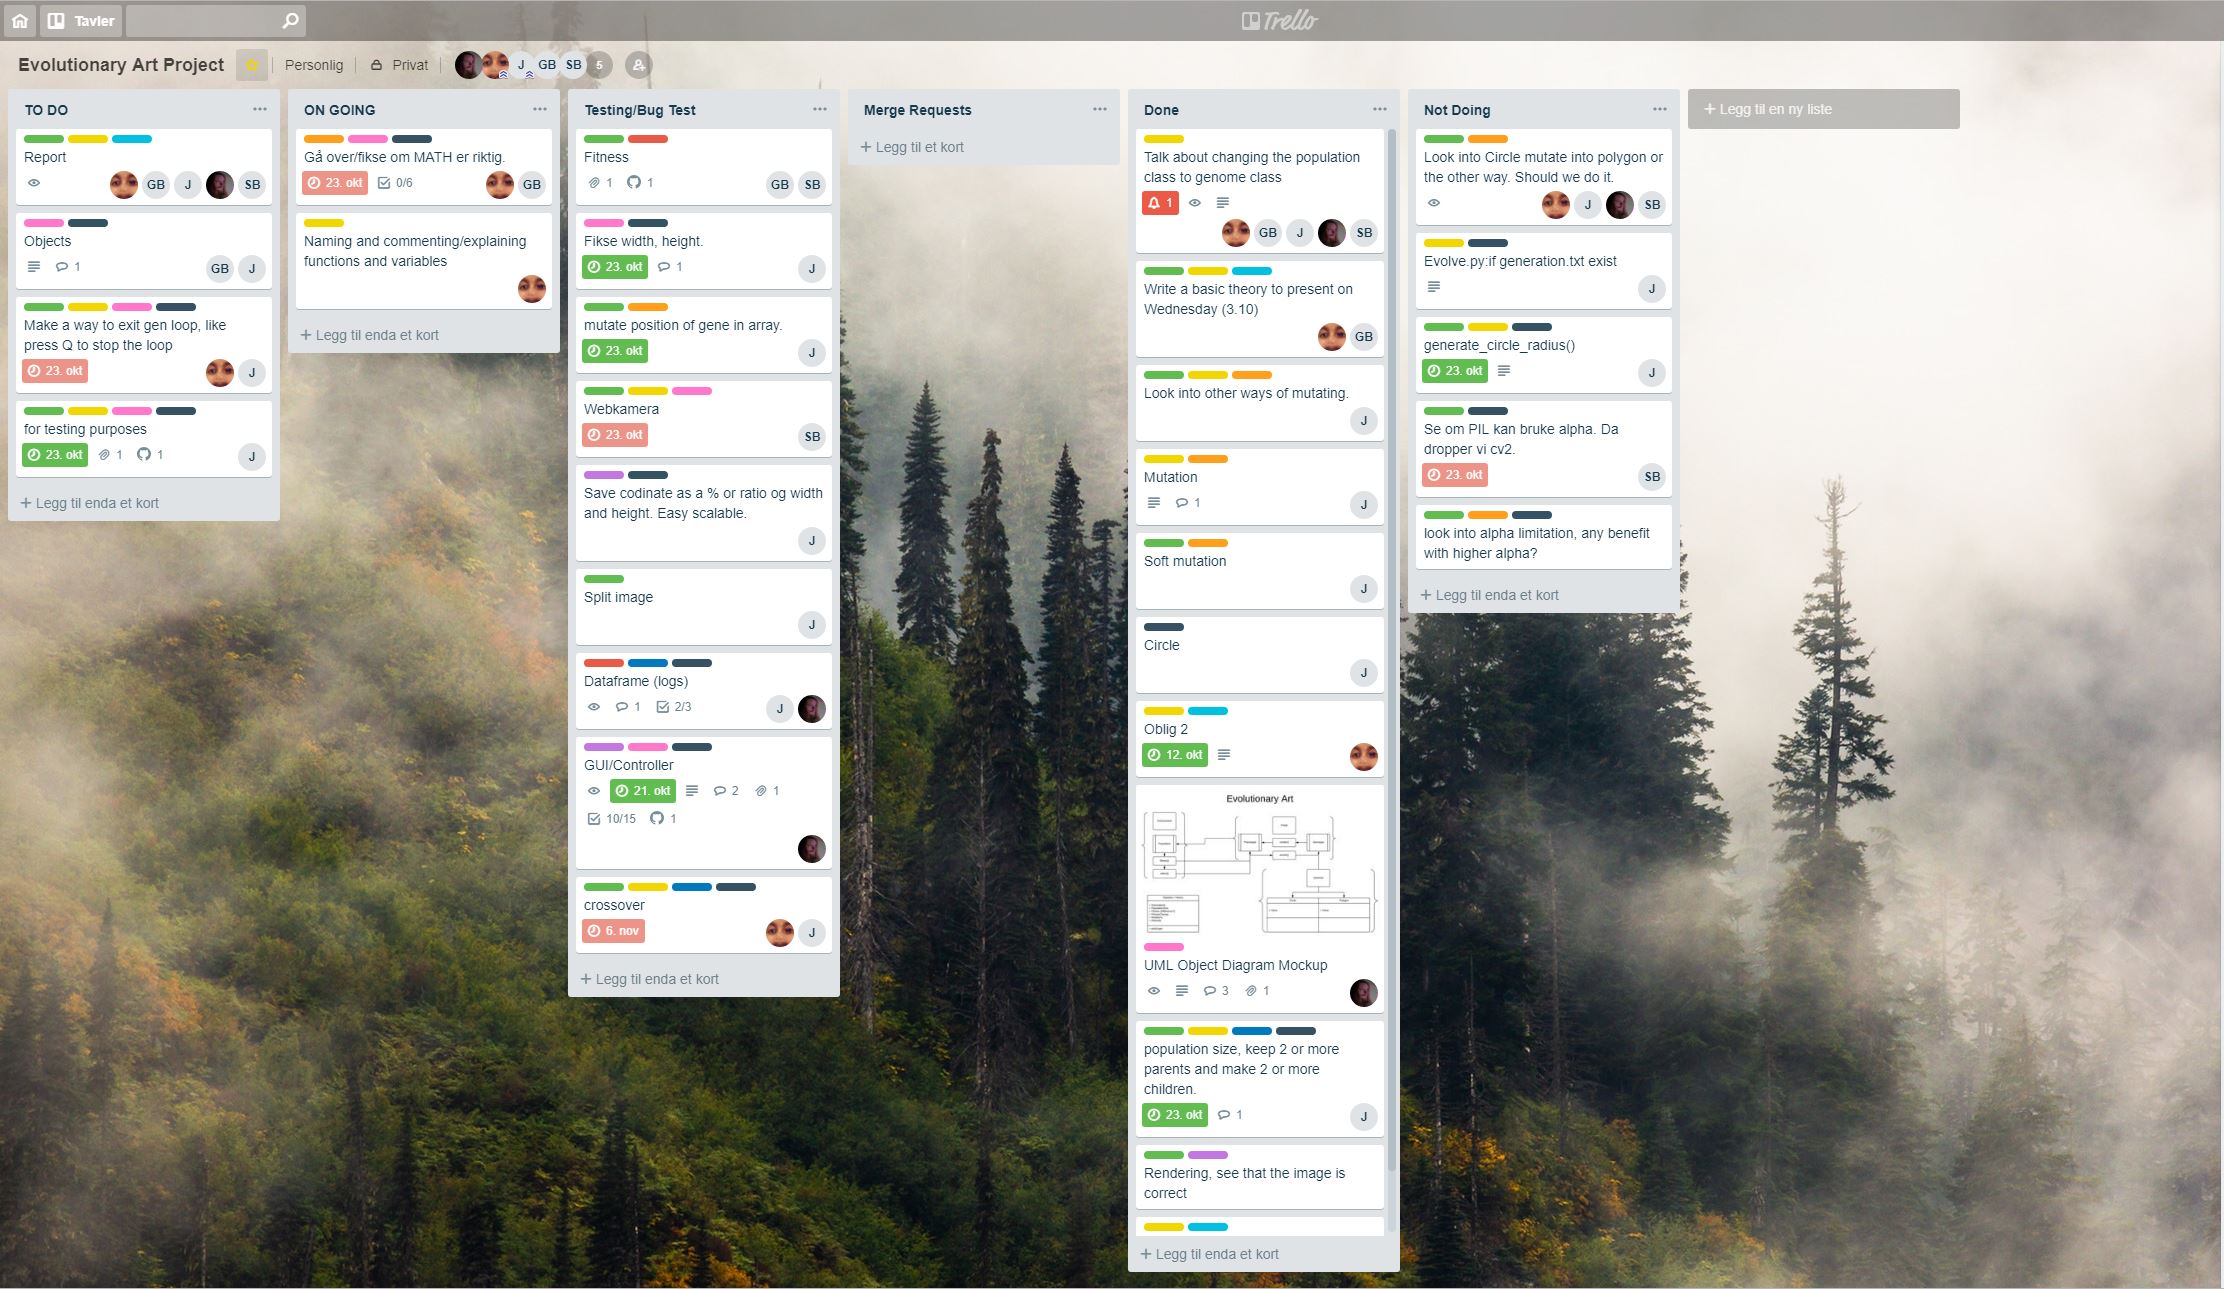 Tavler
Trello
Evolutionary Art Project
Personlig
Privat
J
GB
SB
5
TO DO
Report
GB
J
SB
Objects
1
GB
J
Make a way to exit gen loop, like
press Q to stop the loop
23. okt
J
for testing purposes
23. okt
1
1
J
+ Legg til enda et kort
ON GOING
Gå over/fikse om MATH er riktig.
23. okt
0/6
GB
Naming and commenting/explaining
functions and variables
+ Legg til enda et kort
Testing/Bug Test
Fitness
1
1
GB
SB
Fikse width, height.
23. okt
1
J
mutate position of gene in array.
23. okt
J
Webkamera
23. okt
SB
Save codinate as a % or ratio og width
and height. Easy scalable.
J
Split image
J
Dataframe (logs)
1
2/3
J
GUI/Controller
21. okt
2
1
10/15
1
crossover
6. nov
J
+ Legg til enda et kort
Merge Requests
+ Legg til et kort
Done
Talk about changing the population
class to genome class
1
GB
J
SB
Write a basic theory to present on
Wednesday (3.10)
GB
Look into other ways of mutating.
J
Mutation
1
J
Soft mutation
J
Circle
J
Oblig 2
12. okt
Evolutionary Art
UML Object Diagram Mockup
3
1
population size, keep 2 or more
parents and make 2 or more
children.
23. okt
1
J
Rendering, see that the image is
correct
+ Legg til enda et kort
Not Doing
Look into Circle mutate into polygon or
the other way. Should we do it.
J
SB
Evolve.py:if generation.txt exist
J
generate_circle_radius()
23. okt
J
Se om PIL kan bruke alpha. Da
dropper vi cv2.
23. okt
SB
look into alpha limitation, any benefit
with higher alpha?
+ Legg til enda et kort
+ Legg til en ny liste